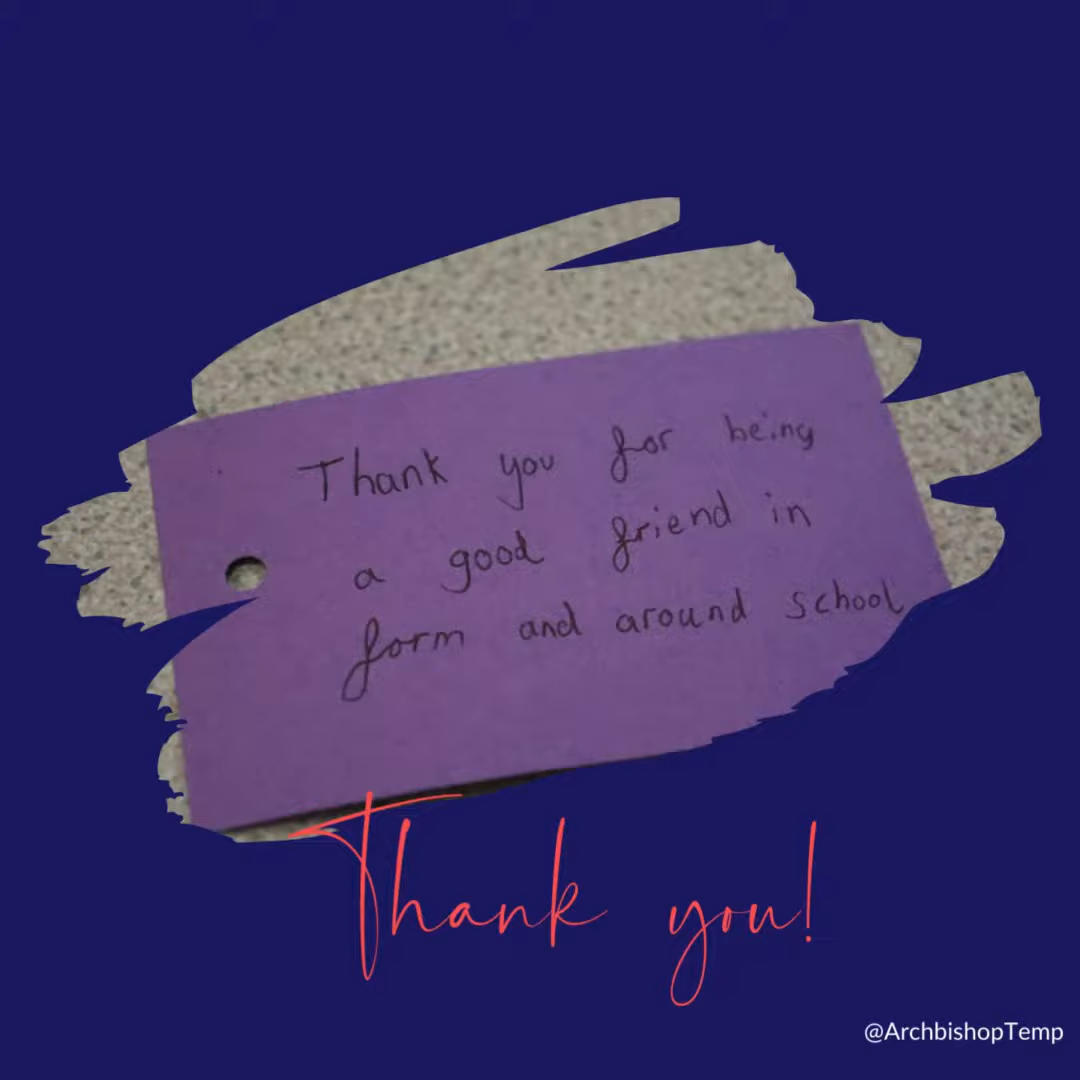 Thank you for being
a good friend in
form and around school
Thank you!
@ArchbishopTemp